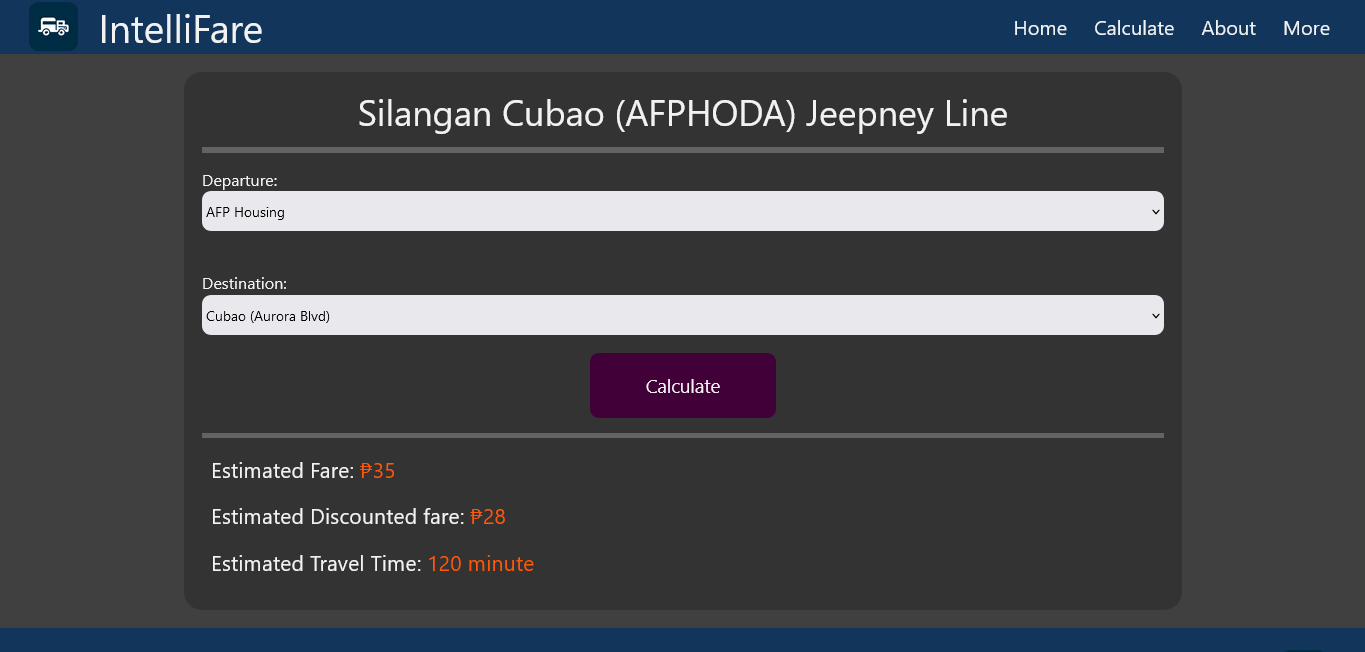 IntelliFare
Home Calculate About More
Silangan Cubao (AFPHODA) Jeepney Line
Departure:
AFP Housing
Destination:
Cubao (Aurora Blvd)
Calculate
Estimated Fare: ₱35
Estimated Discounted fare: ₱28
Estimated Travel Time: 120 minute